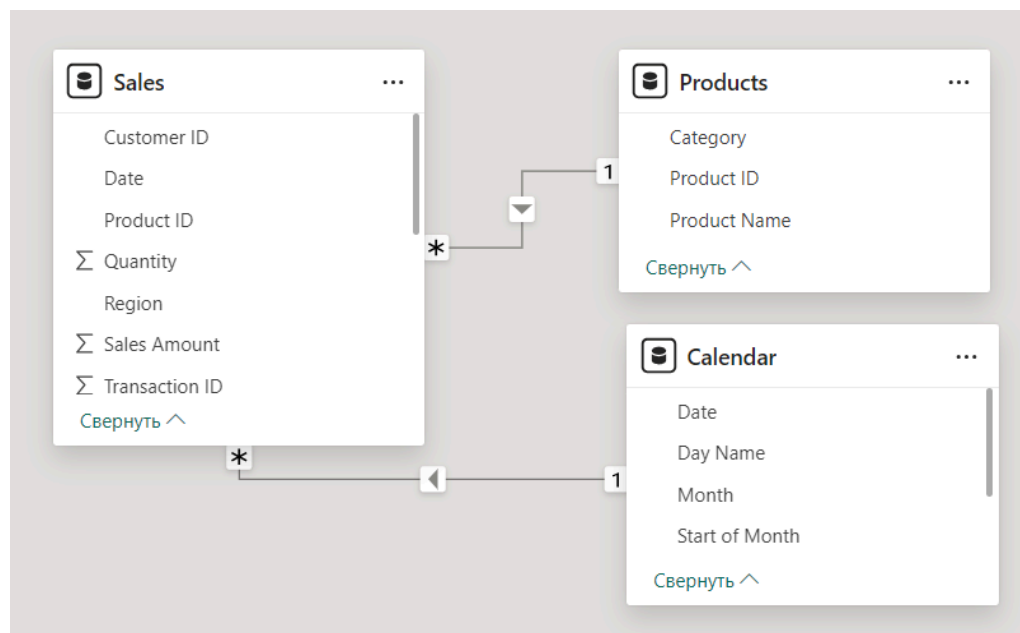 Sales
Customer ID
Date
Product ID
Σ Quantity
Region
Σ Sales Amount
Σ Transaction ID
Свернуть
*
1
Products
Category
Product ID
Product Name
Свернуть
*
1
Calendar
Date
Day Name
Month
Start of Month
Свернуть